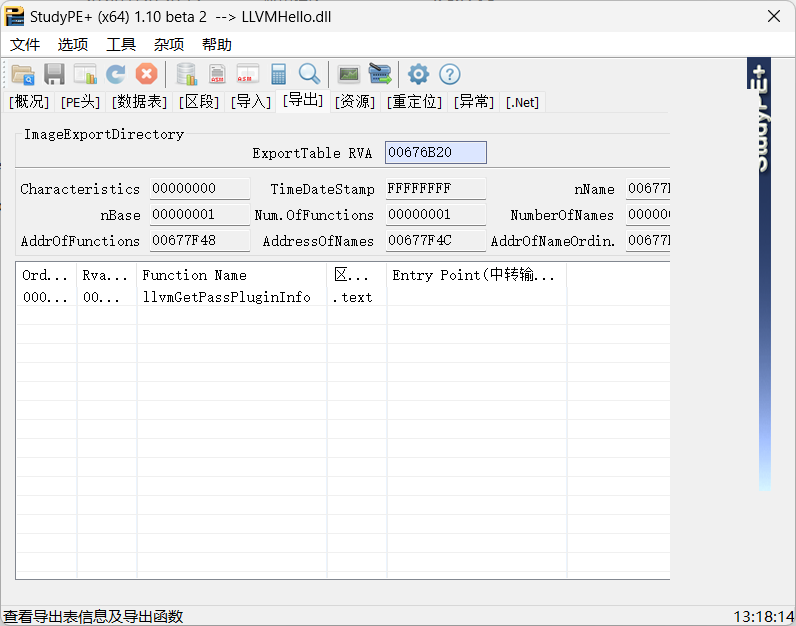 StudyPE+ (x64) 1.10 beta 2  --> LLVMHello.dll
文件 选项 工具 杂项 帮助
[概况] [PE头] [数据表] [区段] [导入] [导出] [资源] [重定位] [异常] [.Net]
ImageExportDirectory
ExportTable RVA 00676B20
Characteristics 00000000 TimeDateStamp FFFFFFFF nName 00677
nBase 00000001 Num.OfFunctions 00000001 NumberOfNames 00000
AddrOfFunctions 00677F48 AddressOfNames 00677F4C AddrOfNameOrdin. 00677
Ord... Rva... Function Name 区... Entry Point(中转输...
000... 00... llvmGetPassPluginInfo .text
StudyPE+
查看导出表信息及导出函数 13:18:14